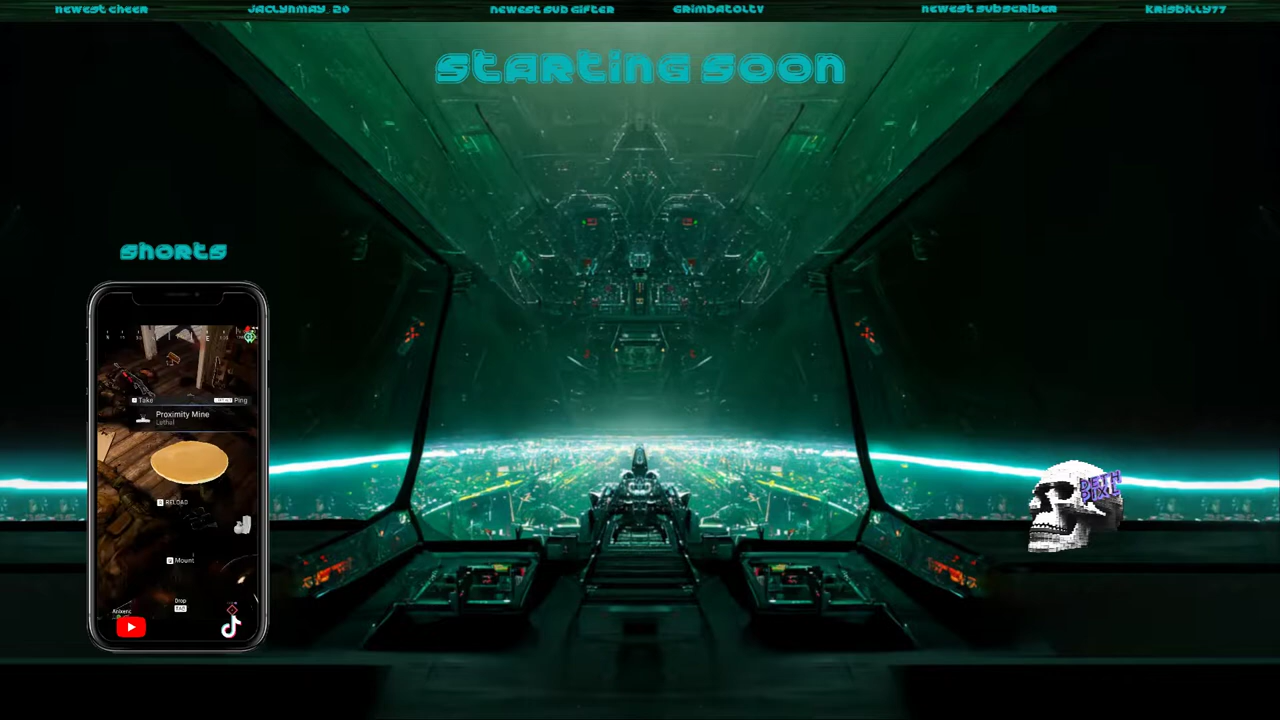 newest cheer JACLYNMAY_20 newest sub gifter GRIMBATOLTV newest subscriber KRISBILLY77
starting soon
shorts
Take
Ping
Proximity Mine
Lethal
RELOAD
Mount
Drop
DETH
PIXL